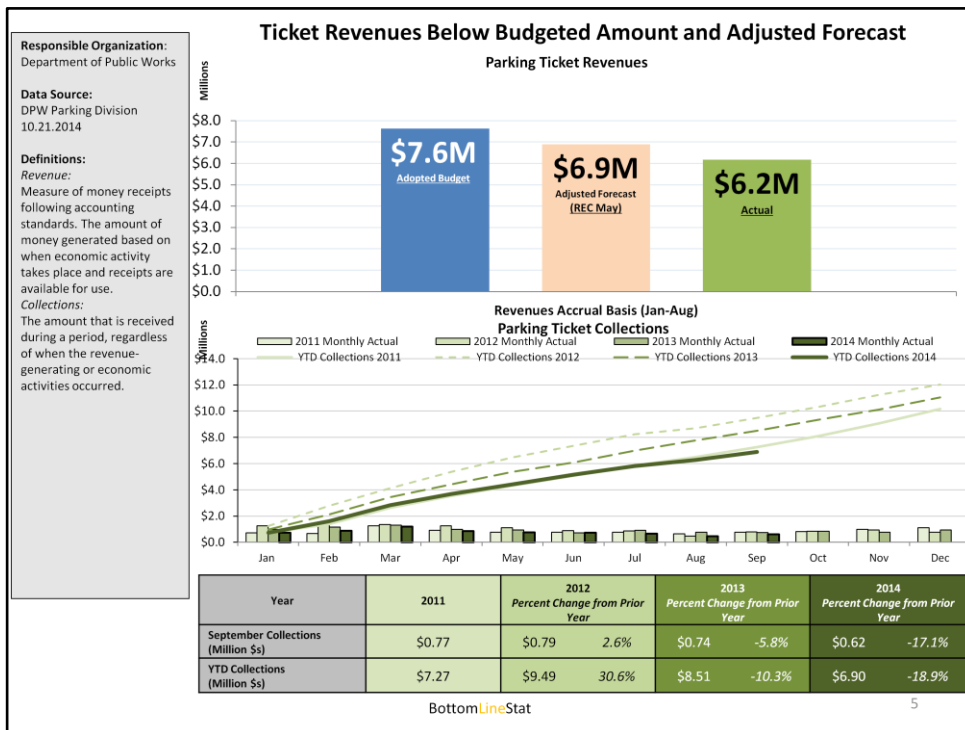 Ticket Revenues Below Budgeted Amount and Adjusted Forecast
Responsible Organization:
Department of Public Works
Data Source:
DPW Parking Division
10.21.2014
Definitions:
Revenue:
Measure of money receipts
following accounting
standards. The amount of
money generated based on
when economic activity
takes place and receipts are
available for use.
Collections:
The amount that is received
during a period, regardless
of when the revenue-
generating or economic
activities occurred.
Parking Ticket Revenues
Millions
$8.0
$7.0
$6.0
$5.0
$4.0
$3.0
$2.0
$1.0
$0.0
$7.6M
Adopted Budget
$6.9M
Adjusted Forecast
(REC May)
$6.2M
Actual
Revenues Accrual Basis (Jan-Aug)
Parking Ticket Collections
Millions
2011 Monthly Actual 2012 Monthly Actual 2013 Monthly Actual 2014 Monthly Actual
YTD Collections 2011 YTD Collections 2012 YTD Collections 2013 YTD Collections 2014
$14.0
$12.0
$10.0
$8.0
$6.0
$4.0
$2.0
$0.0
Jan Feb Mar Apr May Jun Jul Aug Sep Oct Nov Dec
Year 2011 2012 Percent Change from Prior Year 2013 Percent Change from Prior Year 2014 Percent Change from Prior Year
September Collections (Million $s) $0.77 $0.79 2.6% $0.74 -5.8% $0.62 -17.1%
YTD Collections (Million $s) $7.27 $9.49 30.6% $8.51 -10.3% $6.90 -18.9%
BottomLineStat
5